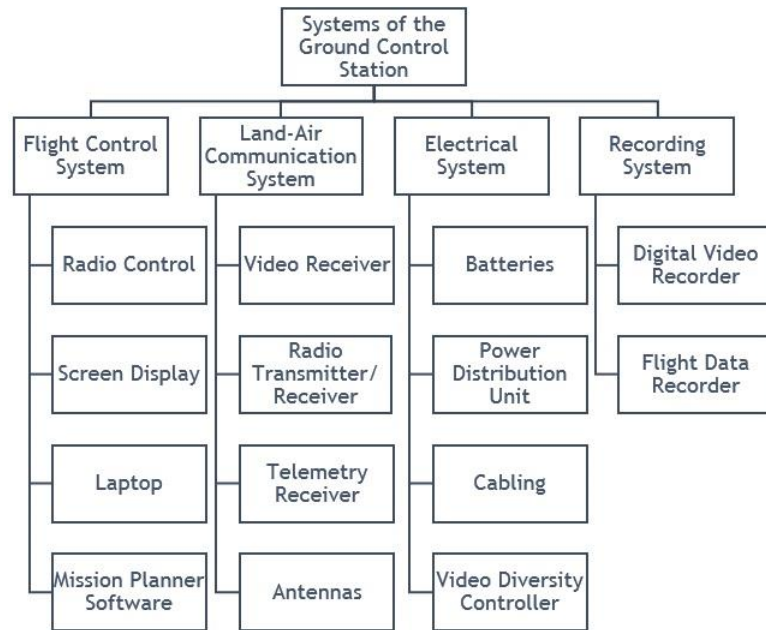 Systems of the
Ground Control
Station
Flight Control
System
Land-Air
Communication
System
Electrical
System
Recording
System
Radio Control
Video Receiver
Batteries
Digital Video
Recorder
Screen Display
Radio
Transmitter/
Receiver
Power
Distribution
Unit
Flight Data
Recorder
Laptop
Telemetry
Receiver
Cabling
Mission Planner
Software
Antennas
Video Diversity
Controller